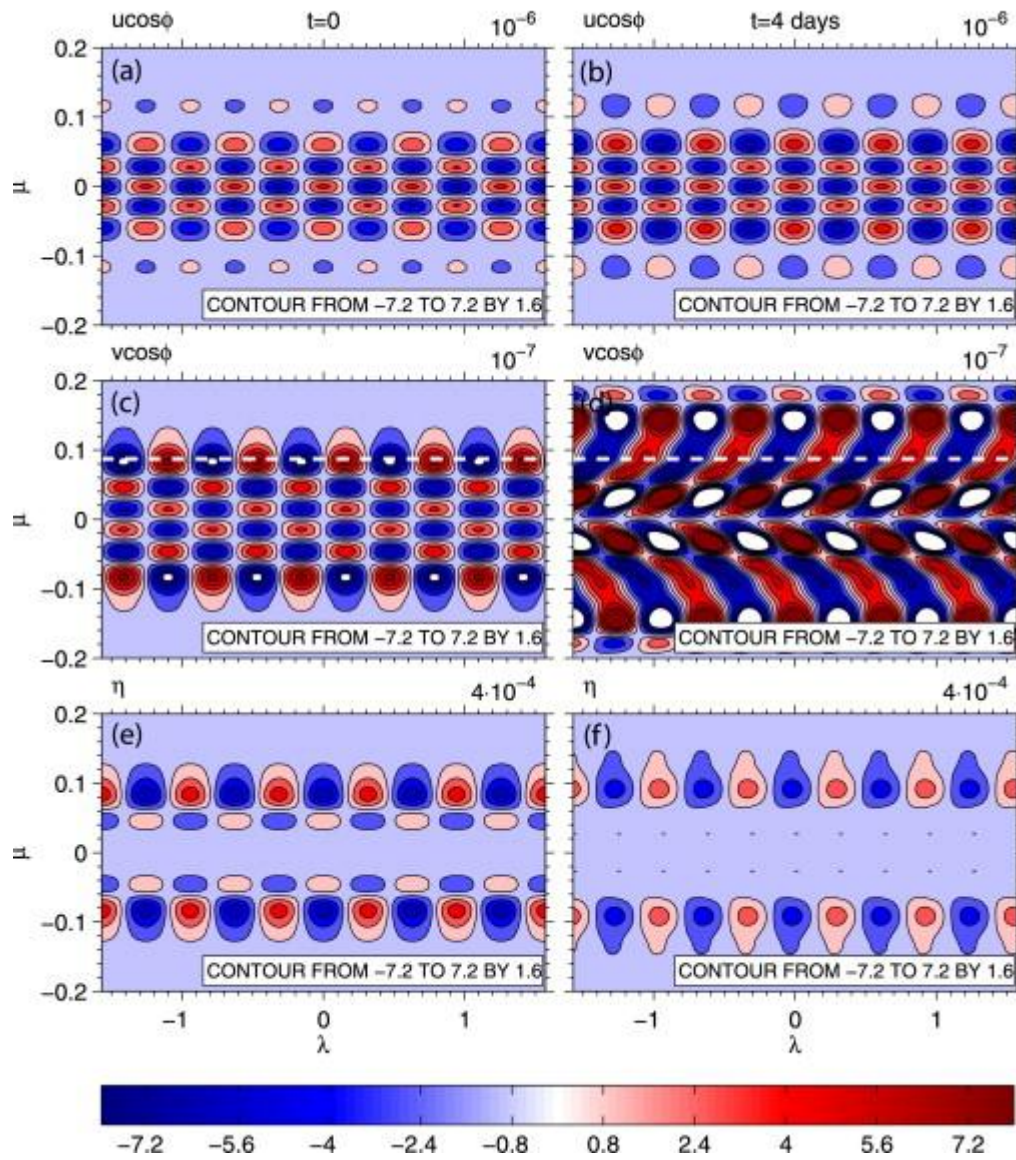 ucosϕ t=0 10⁻⁶ ucosϕ t=4 days 10⁻⁶
0.2
(a) (b)
0.1
μ 0
−0.1
CONTOUR FROM −7.2 TO 7.2 BY 1.6 CONTOUR FROM −7.2 TO 7.2 BY 1.6
−0.2
vcosϕ 10⁻⁷ vcosϕ 10⁻⁷
0.2
(c) (d)
0.1
μ 0
−0.1
CONTOUR FROM −7.2 TO 7.2 BY 1.6 CONTOUR FROM −7.2 TO 7.2 BY 1.6
−0.2
η 4·10⁻⁴ η 4·10⁻⁴
0.2
(e) (f)
0.1
μ 0
−0.1
CONTOUR FROM −7.2 TO 7.2 BY 1.6 CONTOUR FROM −7.2 TO 7.2 BY 1.6
−0.2
−1 0 1 −1 0 1
λ λ
−7.2 −5.6 −4 −2.4 −0.8 0.8 2.4 4 5.6 7.2